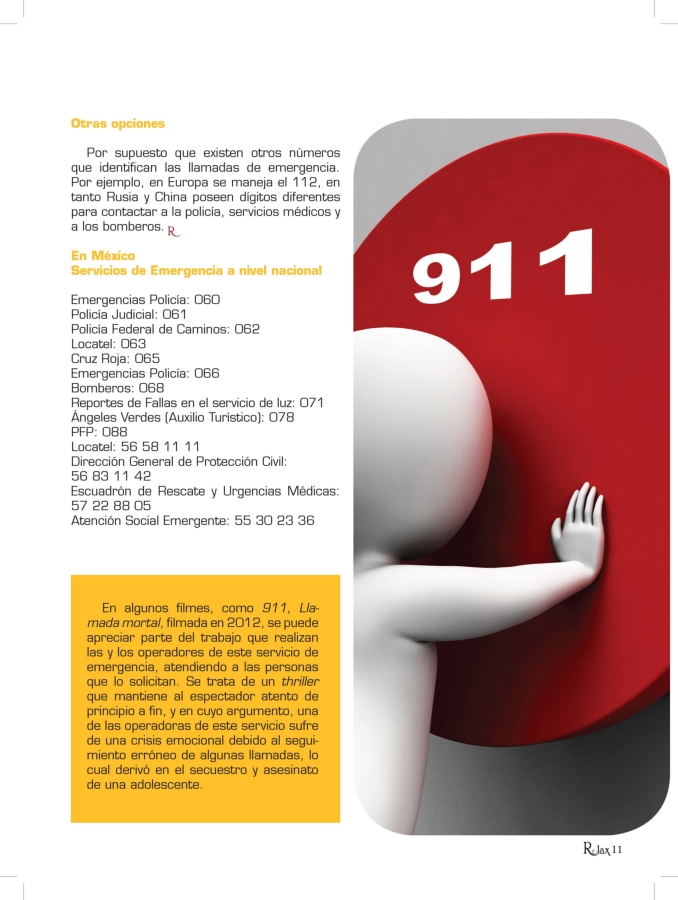 Otras opciones
Por supuesto que existen otros números
que identifican las llamadas de emergencia.
Por ejemplo, en Europa se maneja el 112, en
tanto Rusia y China poseen dígitos diferentes
para contactar a la policía, servicios médicos y
a los bomberos. R
En México
Servicios de Emergencia a nivel nacional
Emergencias Policía: 060
Policía Judicial: 061
Policía Federal de Caminos: 062
Locatel: 063
Cruz Roja: 065
Emergencias Policía: 066
Bomberos: 068
Reportes de Fallas en el servicio de luz: 071
Ángeles Verdes (Auxilio Turístico): 078
PFP: 088
Locatel: 56 58 11 11
Dirección General de Protección Civil:
56 83 11 42
Escuadrón de Rescate y Urgencias Médicas:
57 22 88 05
Atención Social Emergente: 55 30 23 36
En algunos filmes, como 911, Lla-
mada mortal, filmada en 2012, se puede
apreciar parte del trabajo que realizan
las y los operadores de este servicio de
emergencia, atendiendo a las personas
que lo solicitan. Se trata de un thriller
que mantiene al espectador atento de
principio a fin, y en cuyo argumento, una
de las operadoras de este servicio sufre
de una crisis emocional debido al segui-
miento erróneo de algunas llamadas, lo
cual derivó en el secuestro y asesinato
de una adolescente.
911
Relax 11